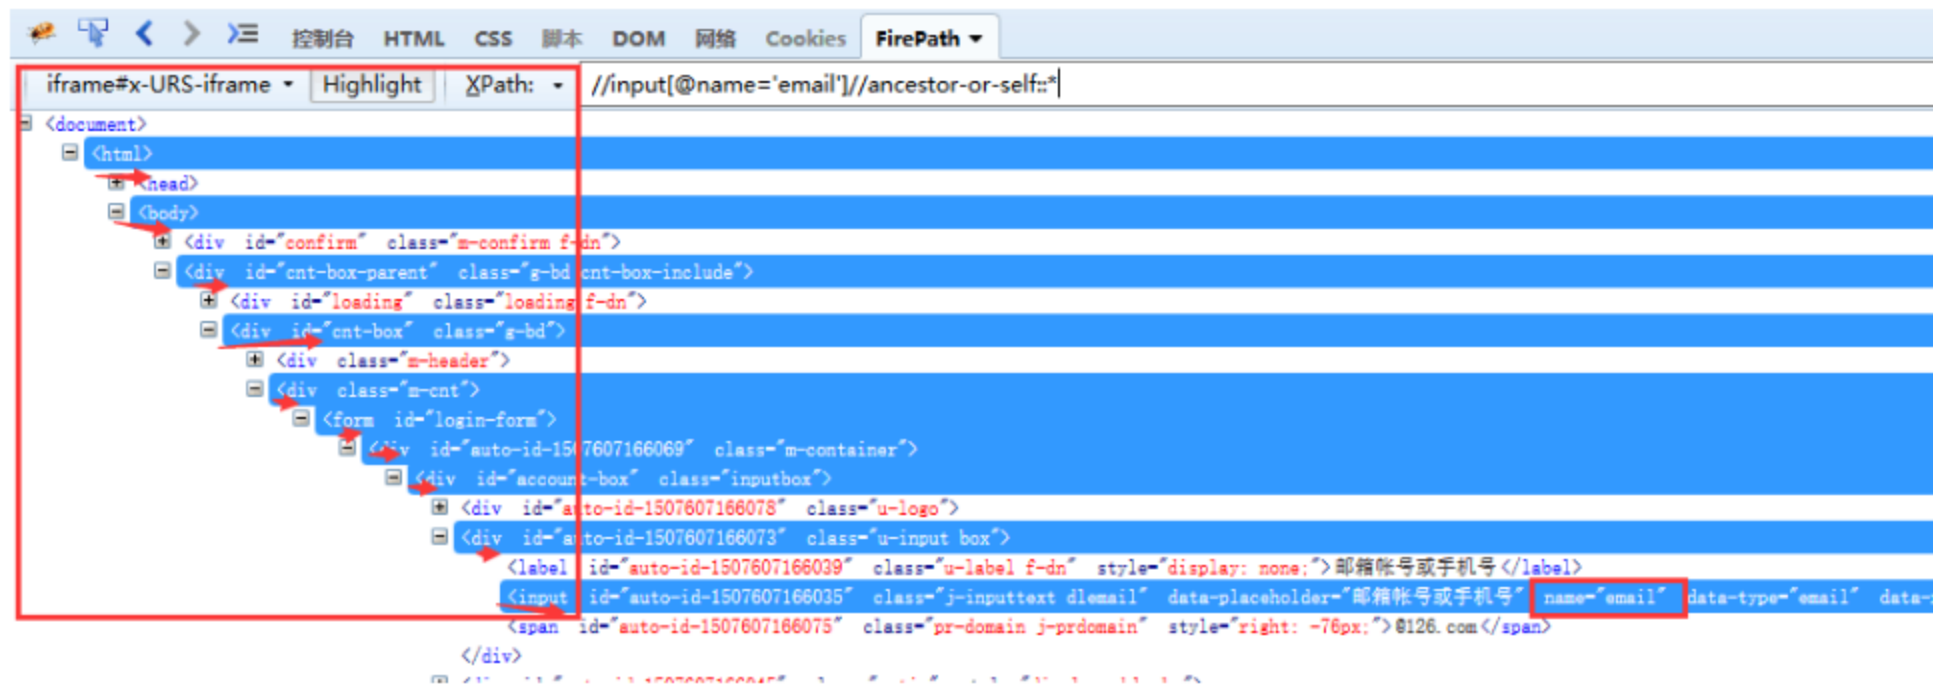 控制台 HTML CSS 脚本 DOM 网络 Cookies FirePath
iframe#x-URS-iframe Highlight XPath: //input[@name='email']//ancestor-or-self::*
<document>
<html>
<head>
<body>
<div id="confirm" class="m-confirm f-dn">
<div id="cnt-box-parent" class="g-bd cnt-box-include">
<div id="loading" class="loading f-dn">
<div id="cnt-box" class="g-bd">
<div class="m-header">
<div class="m-cnt">
<form id="login-form">
<div id="auto-id-1507607166069" class="m-container">
<div id="account-box" class="inputbox">
<div id="auto-id-1507607166078" class="u-logo">
<div id="auto-id-1507607166073" class="u-input box">
<label id="auto-id-1507607166039" class="u-label f-dn" style="display: none;">邮箱帐号或手机号</label>
<input id="auto-id-1507607166035" class="j-inputtext dlemail" data-placeholder="邮箱帐号或手机号" name="email" data-type="email" data-
<span id="auto-id-1507607166075" class="pr-domain j-prdomain" style="right: -76px;">@126.com</span>
</div>